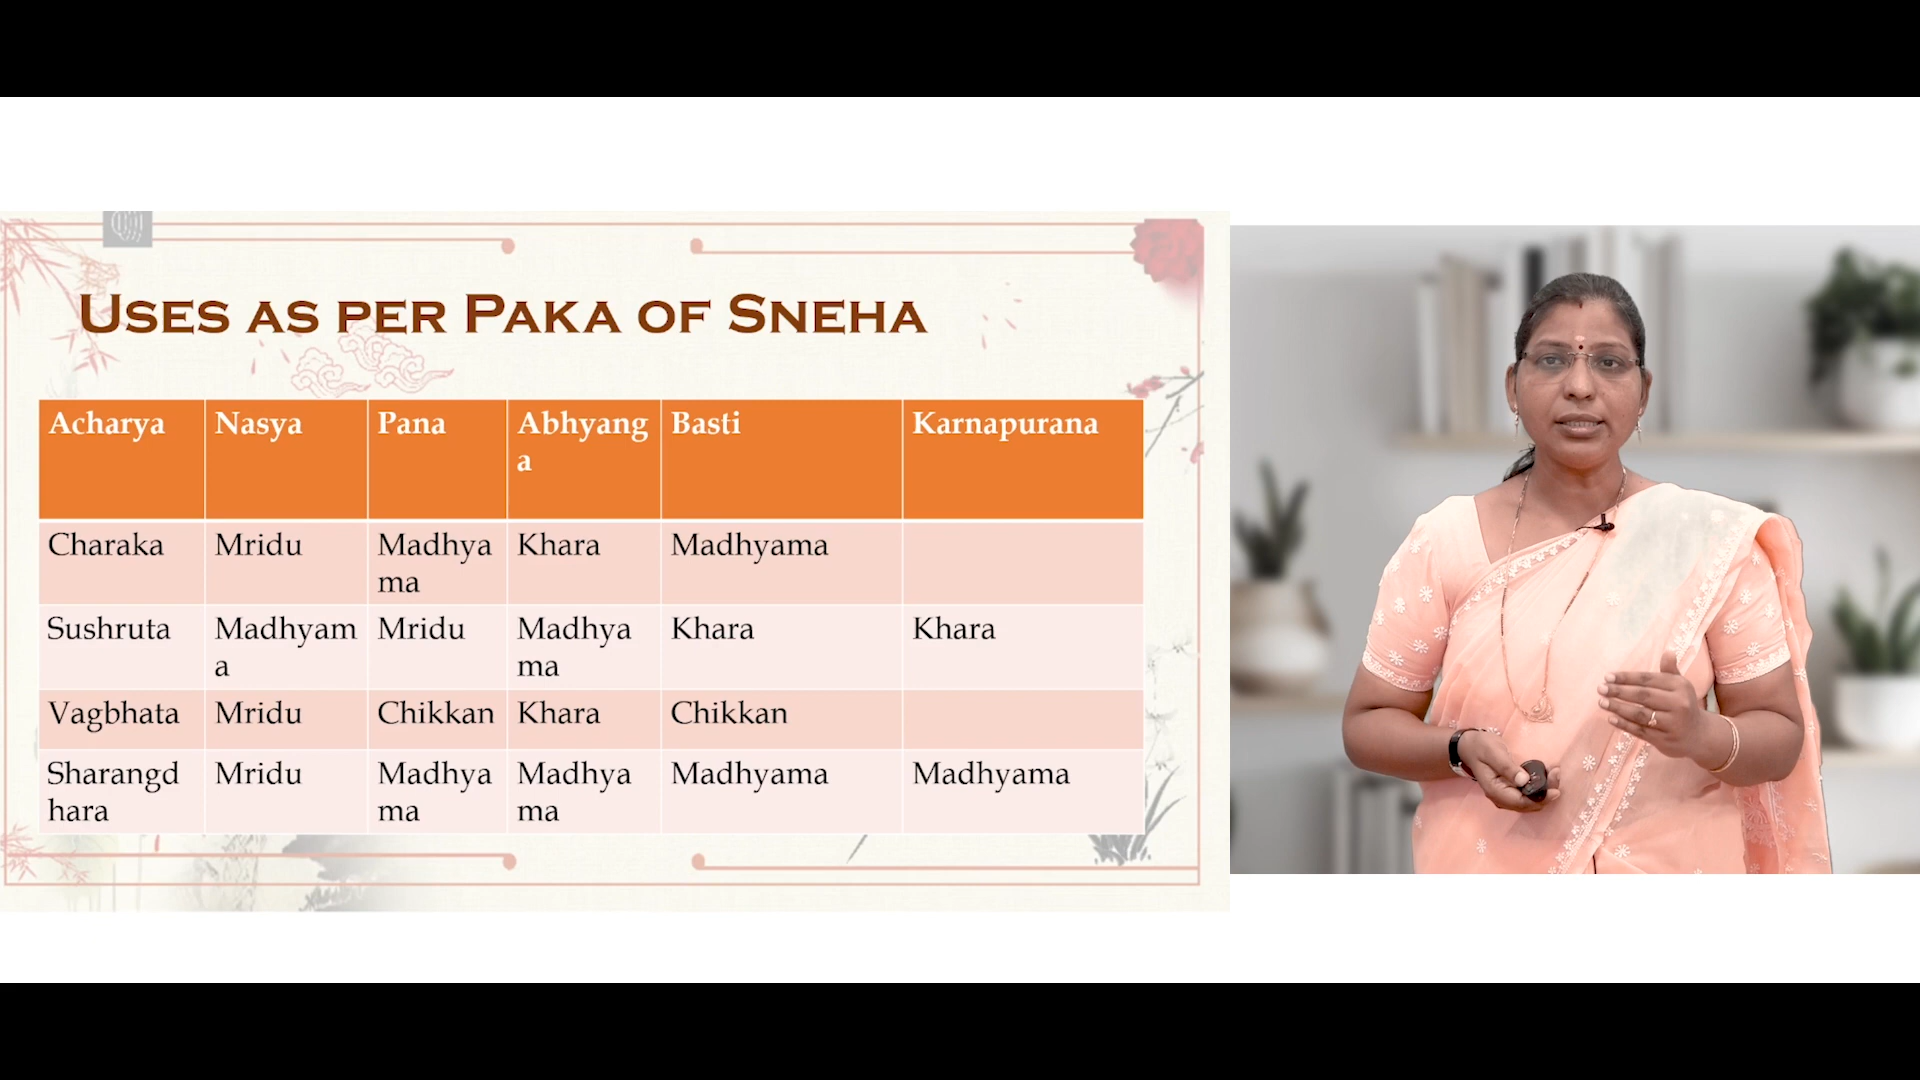 USES AS PER PAKA OF SNEHA
Acharya Nasya Pana Abhyang Basti Karnapurana
a
Charaka Mridu Madhya Khara Madhyama
ma
Sushruta Madhyam Mridu Madhya Khara Khara
a ma
Vagbhata Mridu Chikkan Khara Chikkan
Sharangd Mridu Madhya Madhya Madhyama Madhyama
hara ma ma